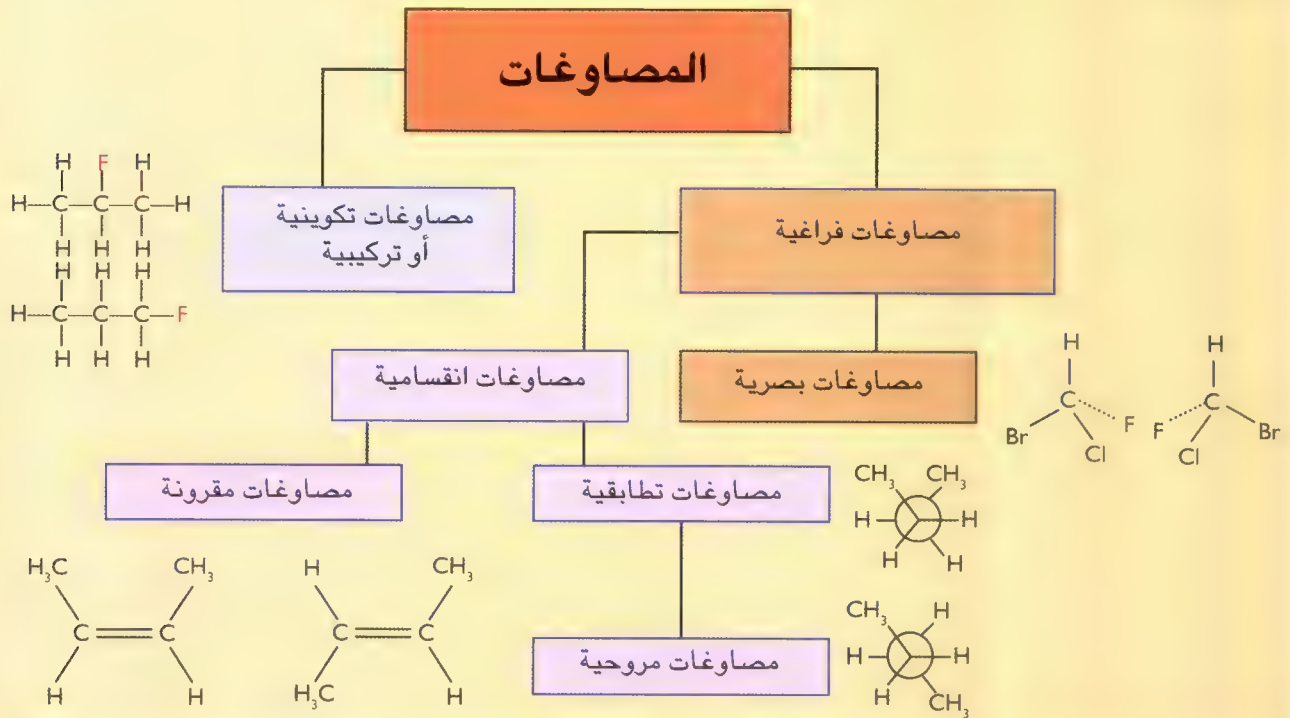 المصاوغات
مصاوغات تكوينية
أو تركيبية
مصاوغات فراغية
H F H
H—C—C—C—H
H H H
H H H
H—C—C—C—F
H H H
مصاوغات انقسامية
مصاوغات بصرية
H
C
Br
F
Cl
H
C
F
Br
Cl
مصاوغات مقرونة
مصاوغات تطابقية
CH₃ CH₃
H H
H H
H₃C CH₃
C C
H H
H CH₃
C C
H₃C H
مصاوغات مروحية
CH₃ H
H H
H CH₃